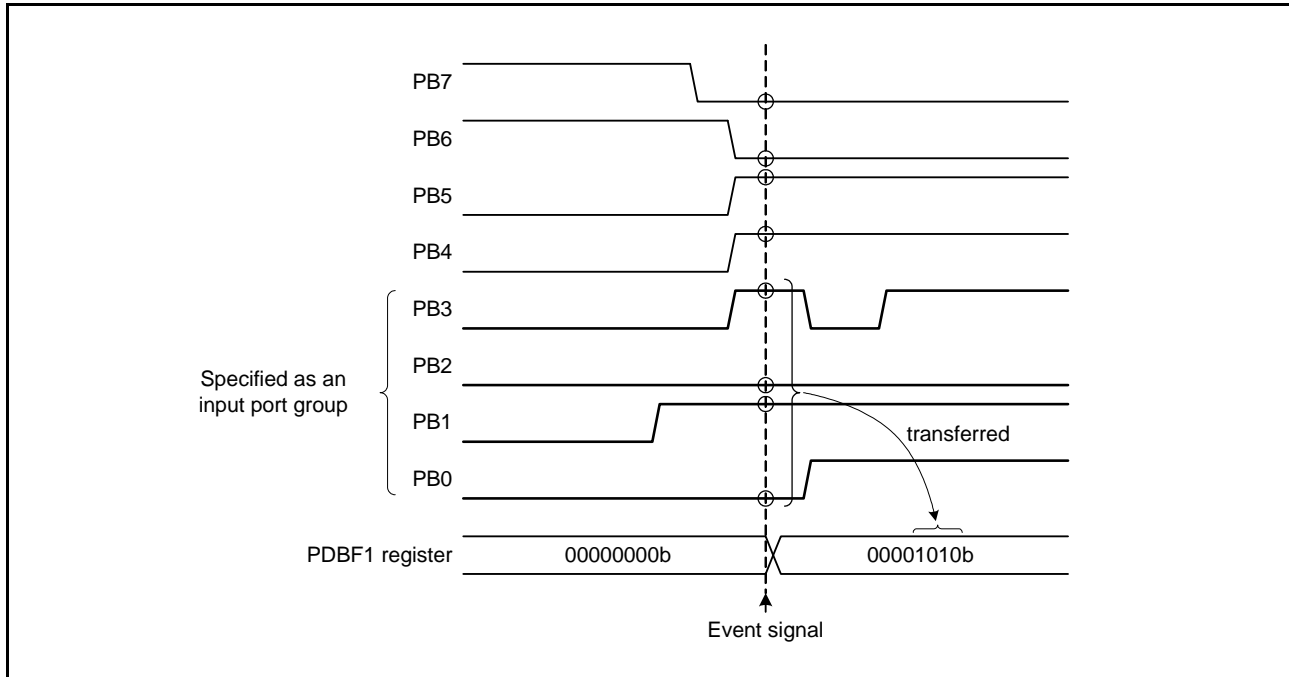 PB7
PB6
PB5
PB4
PB3
PB2
PB1
PB0
Specified as an
input port group
transferred
PDBF1 register
00000000b
00001010b
Event signal